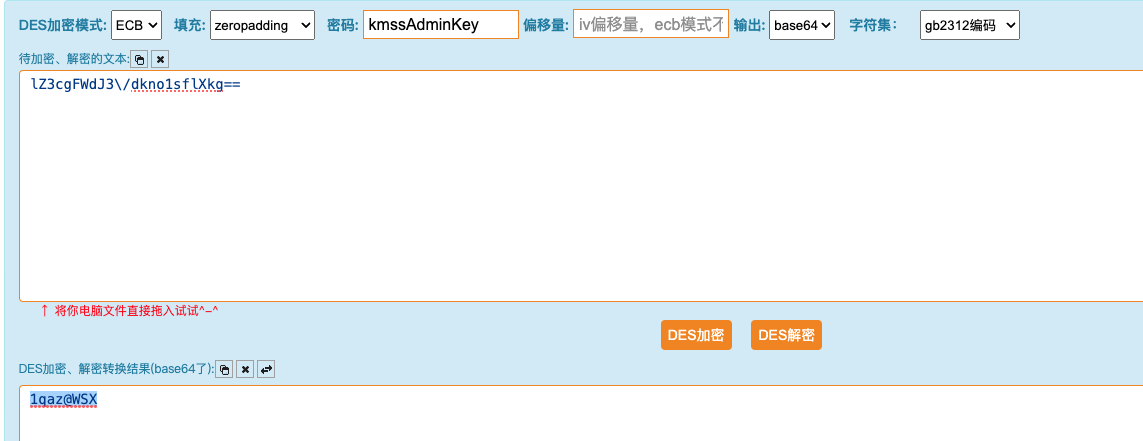 DES加密模式: ECB 填充: zeropadding 密码: kmssAdminKey 偏移量: iv偏移量，ecb模式不 输出: base64 字符集: gb2312编码
待加密、解密的文本:
lZ3cgFWdJ3\/dkno1sflXkg==
↑ 将你电脑文件直接拖入试试^-^
DES加密 DES解密
DES加密、解密转换结果(base64了):
1qaz@WSX